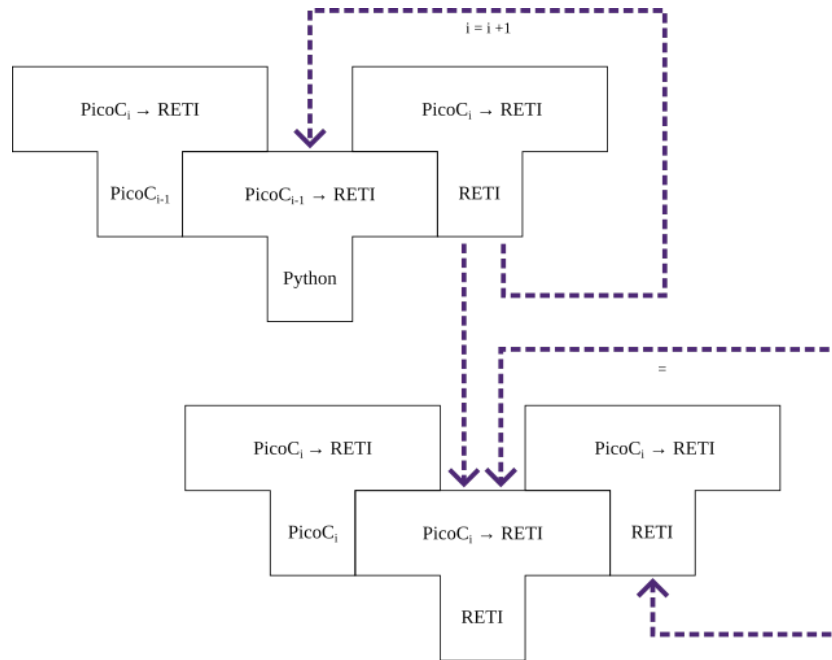 i = i +1
PicoCᵢ → RETI
PicoCᵢ → RETI
PicoCᵢ₋₁
PicoCᵢ₋₁ → RETI
RETI
Python
=
PicoCᵢ → RETI
PicoCᵢ → RETI
PicoCᵢ
PicoCᵢ → RETI
RETI
RETI